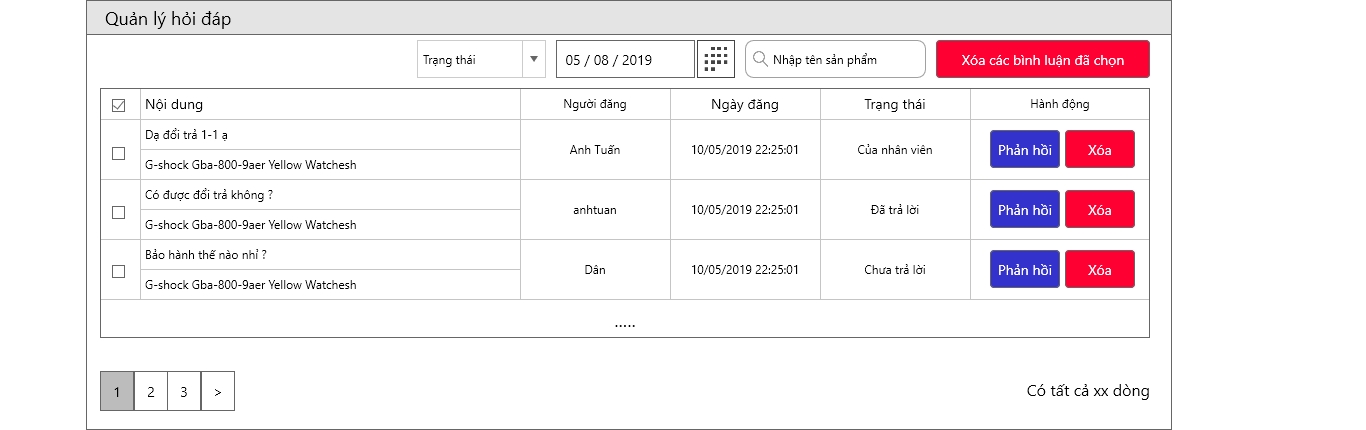 Quản lý hỏi đáp
Trạng thái 05 / 08 / 2019 Nhập tên sản phẩm Xóa các bình luận đã chọn
Nội dung Người đăng Ngày đăng Trạng thái Hành động
Dạ đổi trả 1-1 ạ
G-shock Gba-800-9aer Yellow Watchesh
Anh Tuấn 10/05/2019 22:25:01 Của nhân viên Phản hồi Xóa
Có được đổi trả không ?
G-shock Gba-800-9aer Yellow Watchesh
anhtuan 10/05/2019 22:25:01 Đã trả lời Phản hồi Xóa
Bảo hành thế nào nhỉ ?
G-shock Gba-800-9aer Yellow Watchesh
Dân 10/05/2019 22:25:01 Chưa trả lời Phản hồi Xóa
.....
1 2 3 > Có tất cả xx dòng